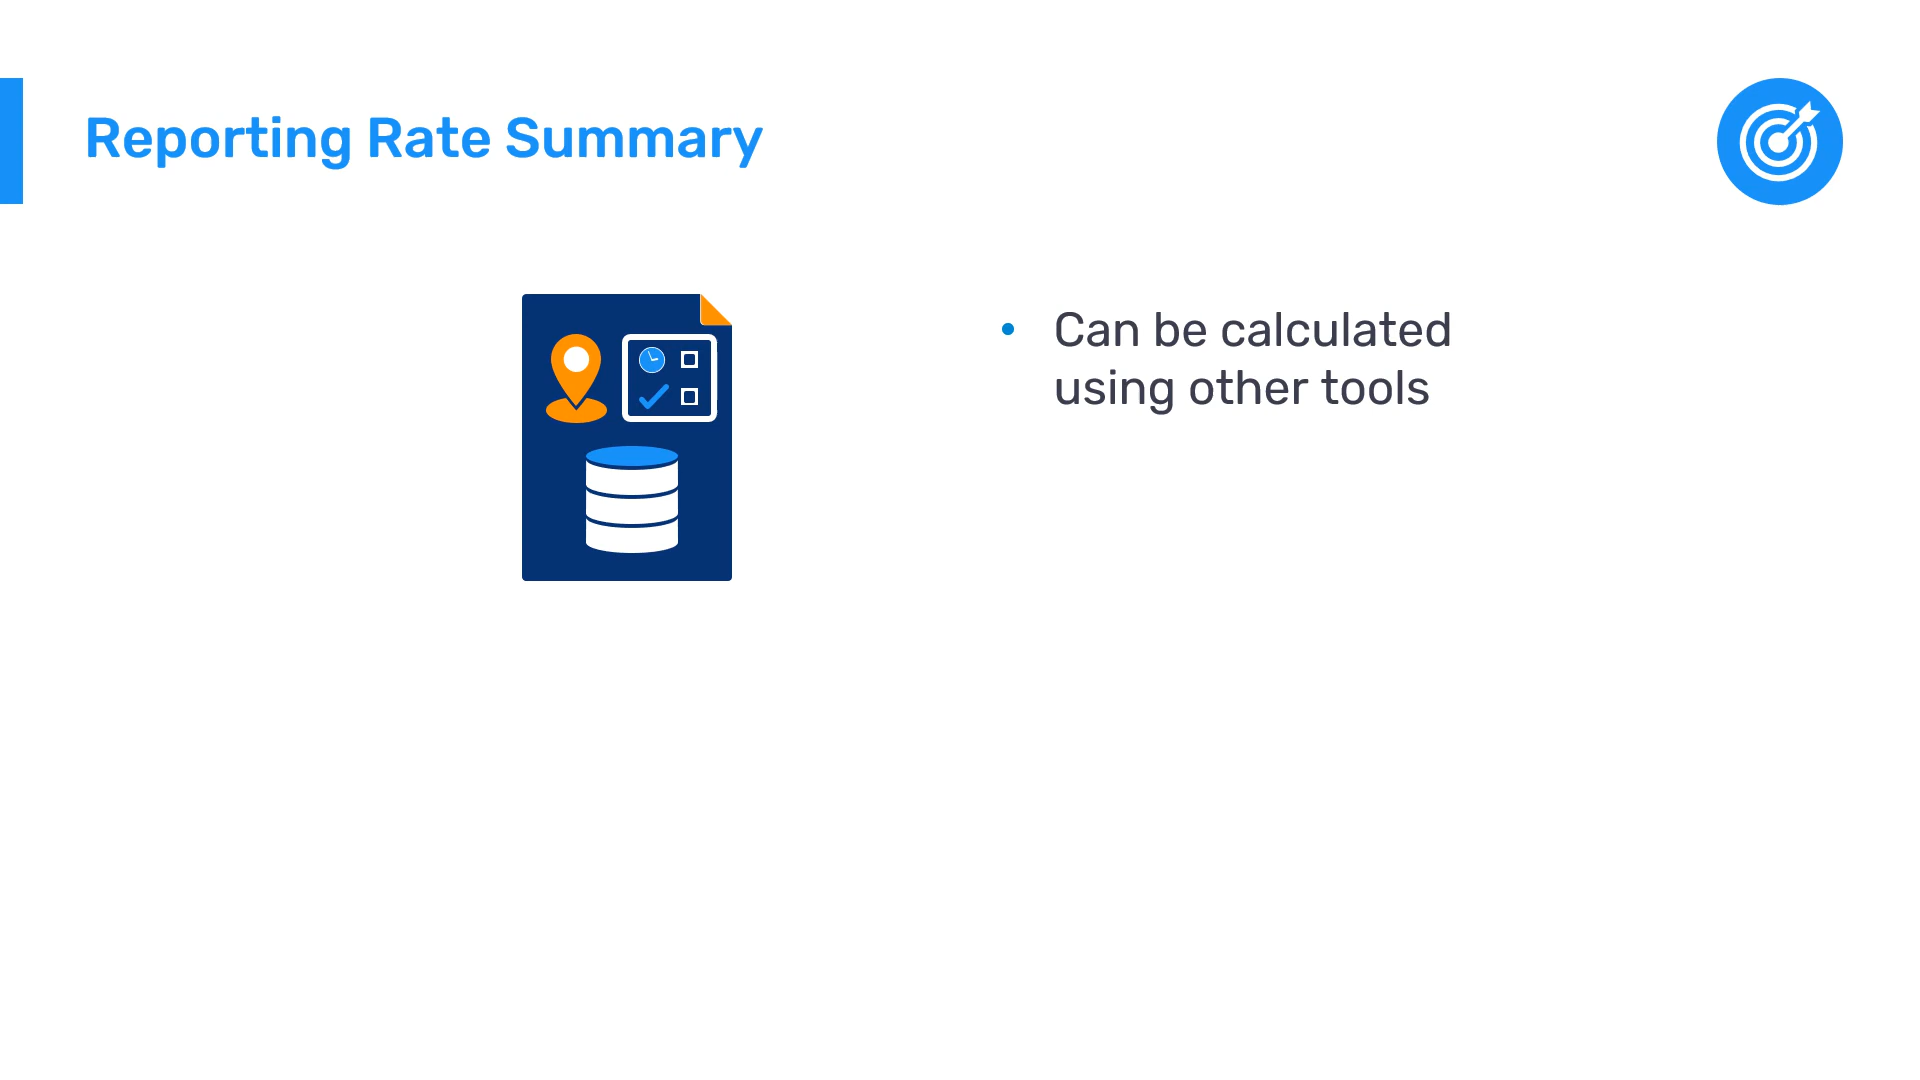 Reporting Rate Summary
• Can be calculated
using other tools